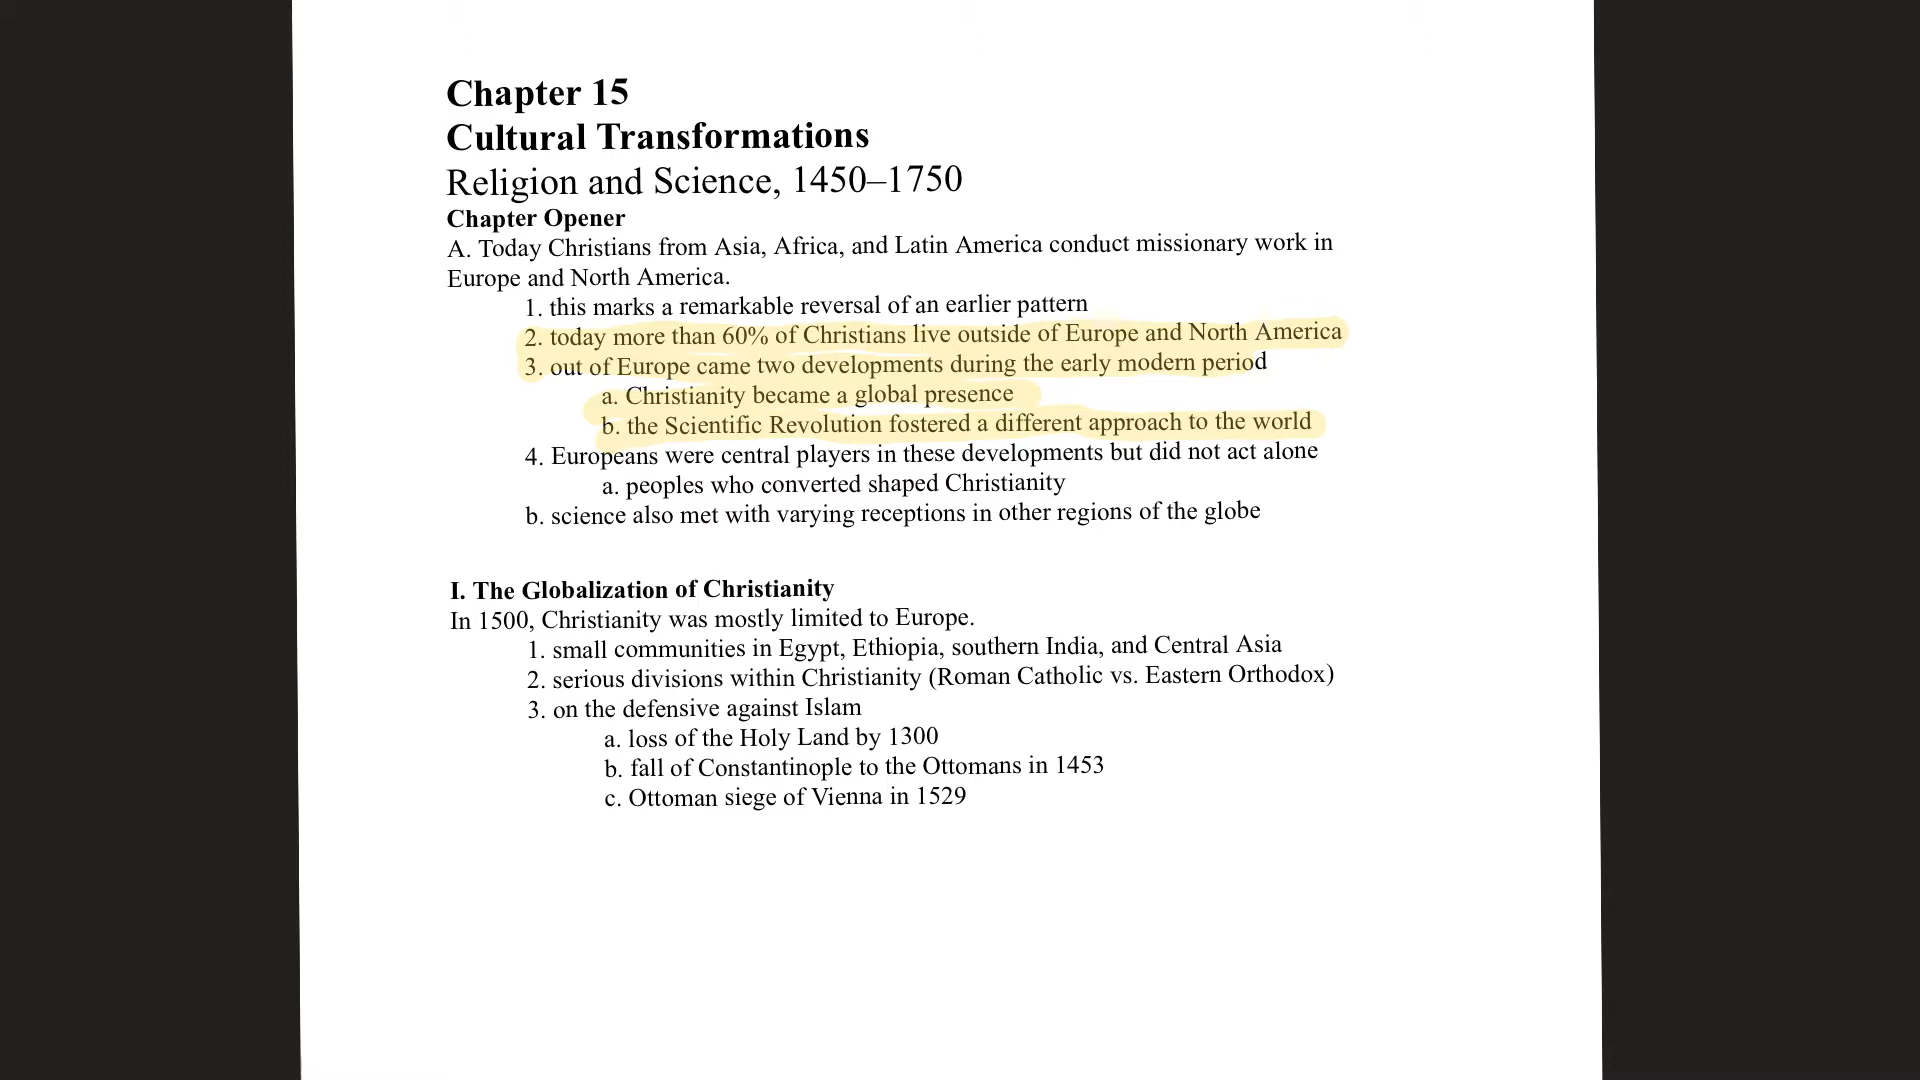 Chapter 15
Cultural Transformations
Religion and Science, 1450–1750
Chapter Opener
A. Today Christians from Asia, Africa, and Latin America conduct missionary work in
Europe and North America.
1. this marks a remarkable reversal of an earlier pattern
2. today more than 60% of Christians live outside of Europe and North America
3. out of Europe came two developments during the early modern period
a. Christianity became a global presence
b. the Scientific Revolution fostered a different approach to the world
4. Europeans were central players in these developments but did not act alone
a. peoples who converted shaped Christianity
b. science also met with varying receptions in other regions of the globe
I. The Globalization of Christianity
In 1500, Christianity was mostly limited to Europe.
1. small communities in Egypt, Ethiopia, southern India, and Central Asia
2. serious divisions within Christianity (Roman Catholic vs. Eastern Orthodox)
3. on the defensive against Islam
a. loss of the Holy Land by 1300
b. fall of Constantinople to the Ottomans in 1453
c. Ottoman siege of Vienna in 1529